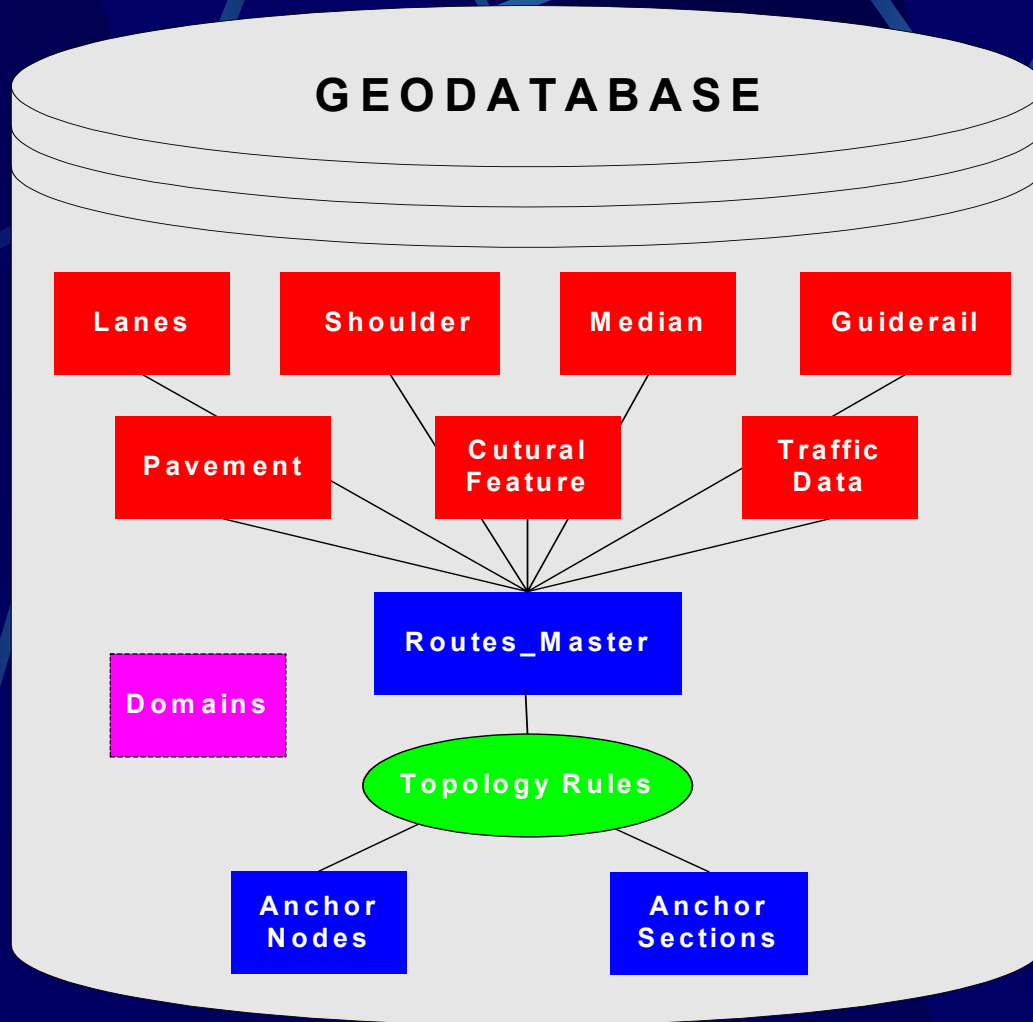 GEODATABASE
Lanes
Shoulder
Median
Guiderail
Pavement
Cutural
Feature
Traffic
Data
Routes_Master
Domains
Topology Rules
Anchor
Nodes
Anchor
Sections